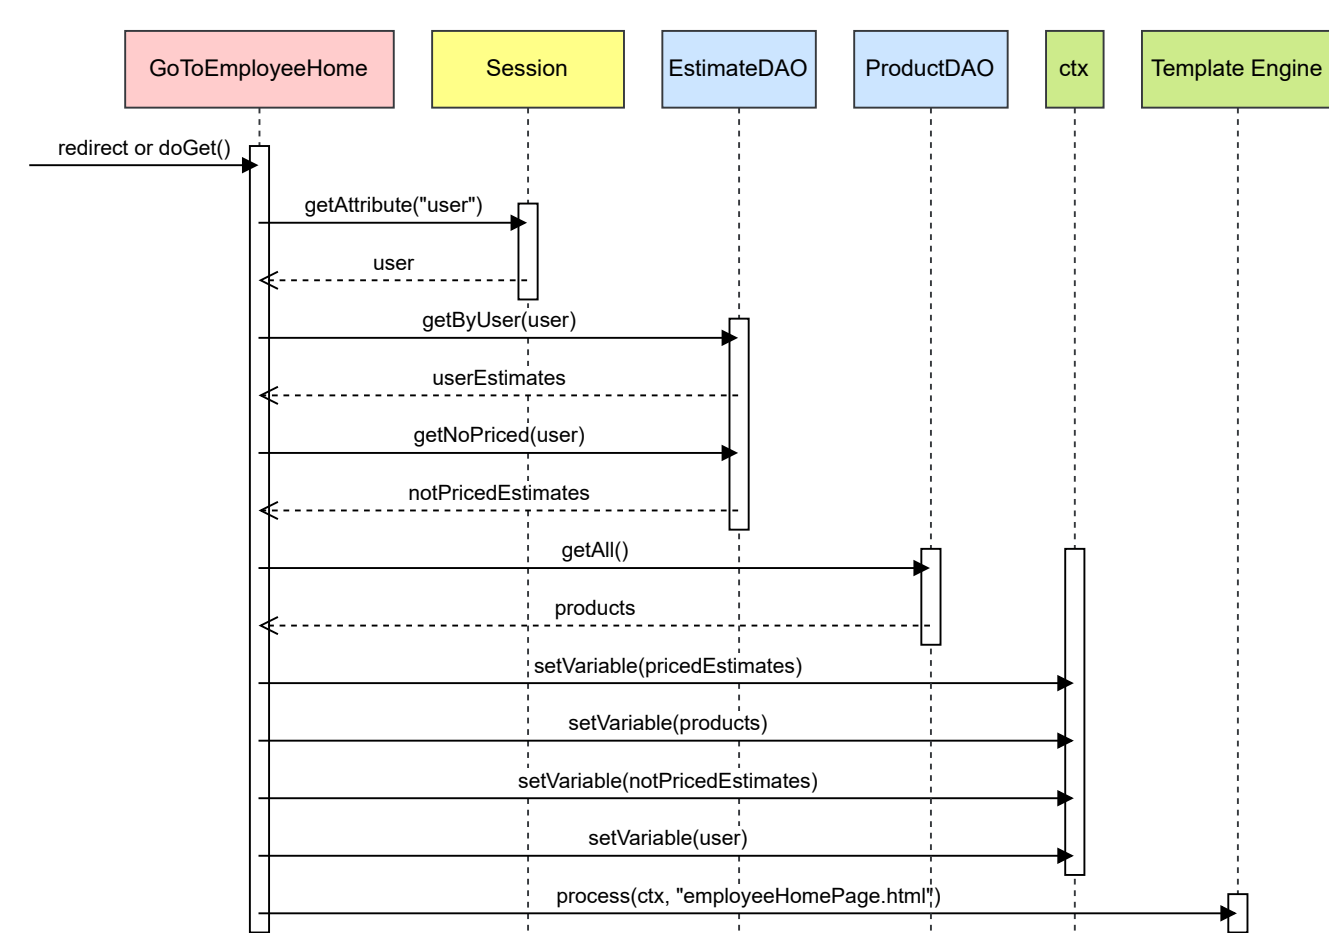 GoToEmployeeHome
Session
EstimateDAO
ProductDAO
ctx
Template Engine
redirect or doGet()
getAttribute("user")
user
getByUser(user)
userEstimates
getNoPriced(user)
notPricedEstimates
getAll()
products
setVariable(pricedEstimates)
setVariable(products)
setVariable(notPricedEstimates)
setVariable(user)
process(ctx, "employeeHomePage.html")